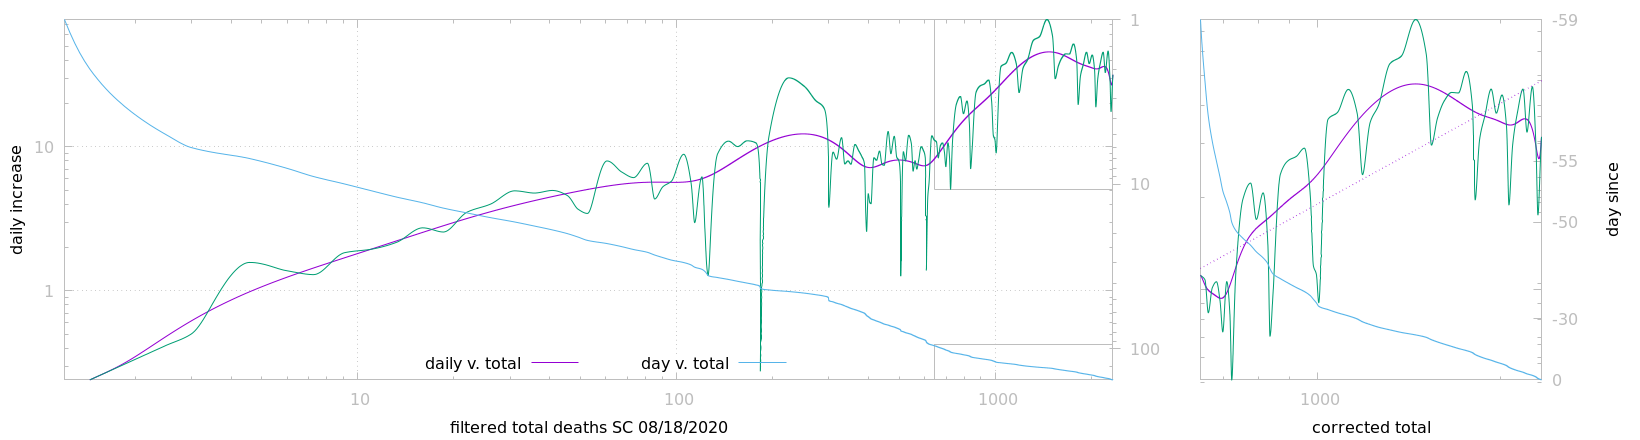 daily increase
10
1
10
100
1000
1
10
100
daily v. total
day v. total
filtered total deaths SC 08/18/2020
1000
-59
-55
-50
-30
0
day since
corrected total